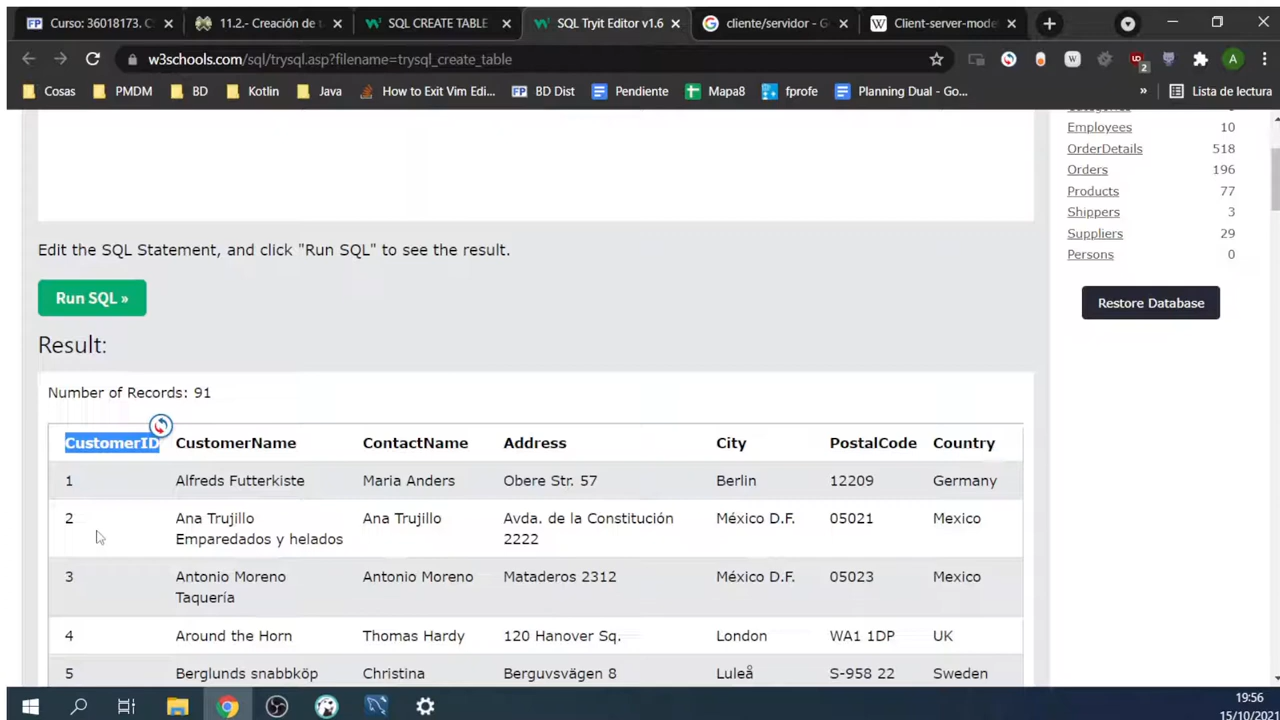 Curso: 36018173. C
11.2.- Creación de t
SQL CREATE TABLE
SQL Tryit Editor v1.6
cliente/servidor - G
Client-server-mode
w3schools.com/sql/trysql.asp?filename=trysql_create_table
Cosas
PMDM
BD
Kotlin
Java
How to Exit Vim Edi...
BD Dist
Pendiente
Mapa8
fprofe
Planning Dual - Go...
»
Lista de lectura
Employees 10
OrderDetails 518
Orders 196
Products 77
Shippers 3
Suppliers 29
Persons 0
Restore Database
Edit the SQL Statement, and click "Run SQL" to see the result.
Run SQL »
Result:
Number of Records: 91
CustomerID CustomerName ContactName Address City PostalCode Country
1 Alfreds Futterkiste Maria Anders Obere Str. 57 Berlin 12209 Germany
2 Ana Trujillo Ana Trujillo Avda. de la Constitución México D.F. 05021 Mexico
Emparedados y helados 2222
3 Antonio Moreno Antonio Moreno Mataderos 2312 México D.F. 05023 Mexico
Taquería
4 Around the Horn Thomas Hardy 120 Hanover Sq. London WA1 1DP UK
5 Berglunds snabbköp Christina Berguvsvägen 8 Luleå S-958 22 Sweden
19:56
15/10/2021